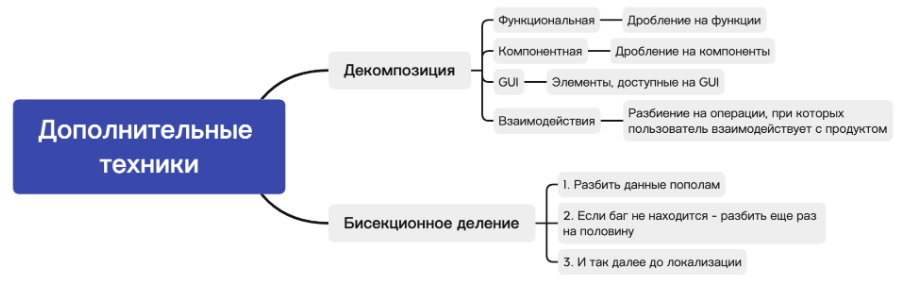 Дополнительные
техники
Декомпозиция
Функциональная
Дробление на функции
Компонентная
Дробление на компоненты
GUI
Элементы, доступные на GUI
Взаимодействия
Разбиение на операции, при которых
пользователь взаимодействует с продуктом
Бисекционное деление
1. Разбить данные пополам
2. Если баг не находится - разбить еще раз
на половину
3. И так далее до локализации